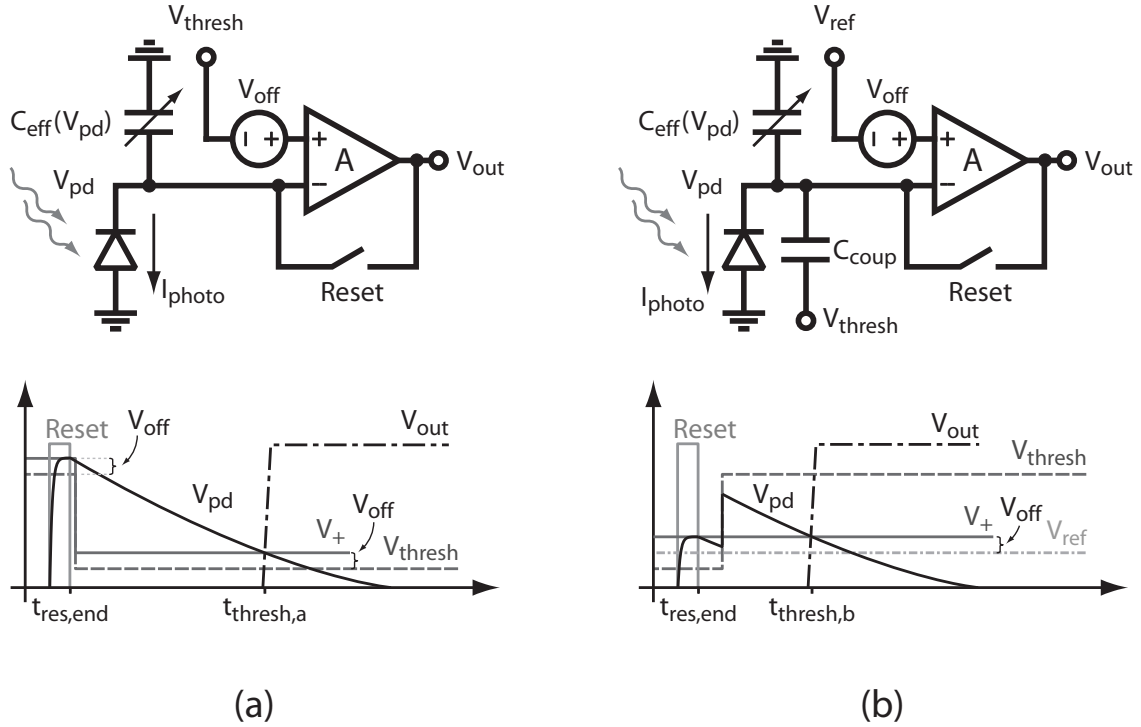 V_thresh
V_off
C_eff(V_pd)
+
A
−
V_out
V_pd
I_photo
Reset
V_ref
V_off
C_eff(V_pd)
+
A
−
V_out
V_pd
C_coup
I_photo
Reset
V_thresh
Reset
V_off
V_out
V_pd
V_+
V_off
V_thresh
t_res,end
t_thresh,a
Reset
V_out
V_thresh
V_pd
V_+
V_off
V_ref
t_res,end
t_thresh,b
(a)
(b)